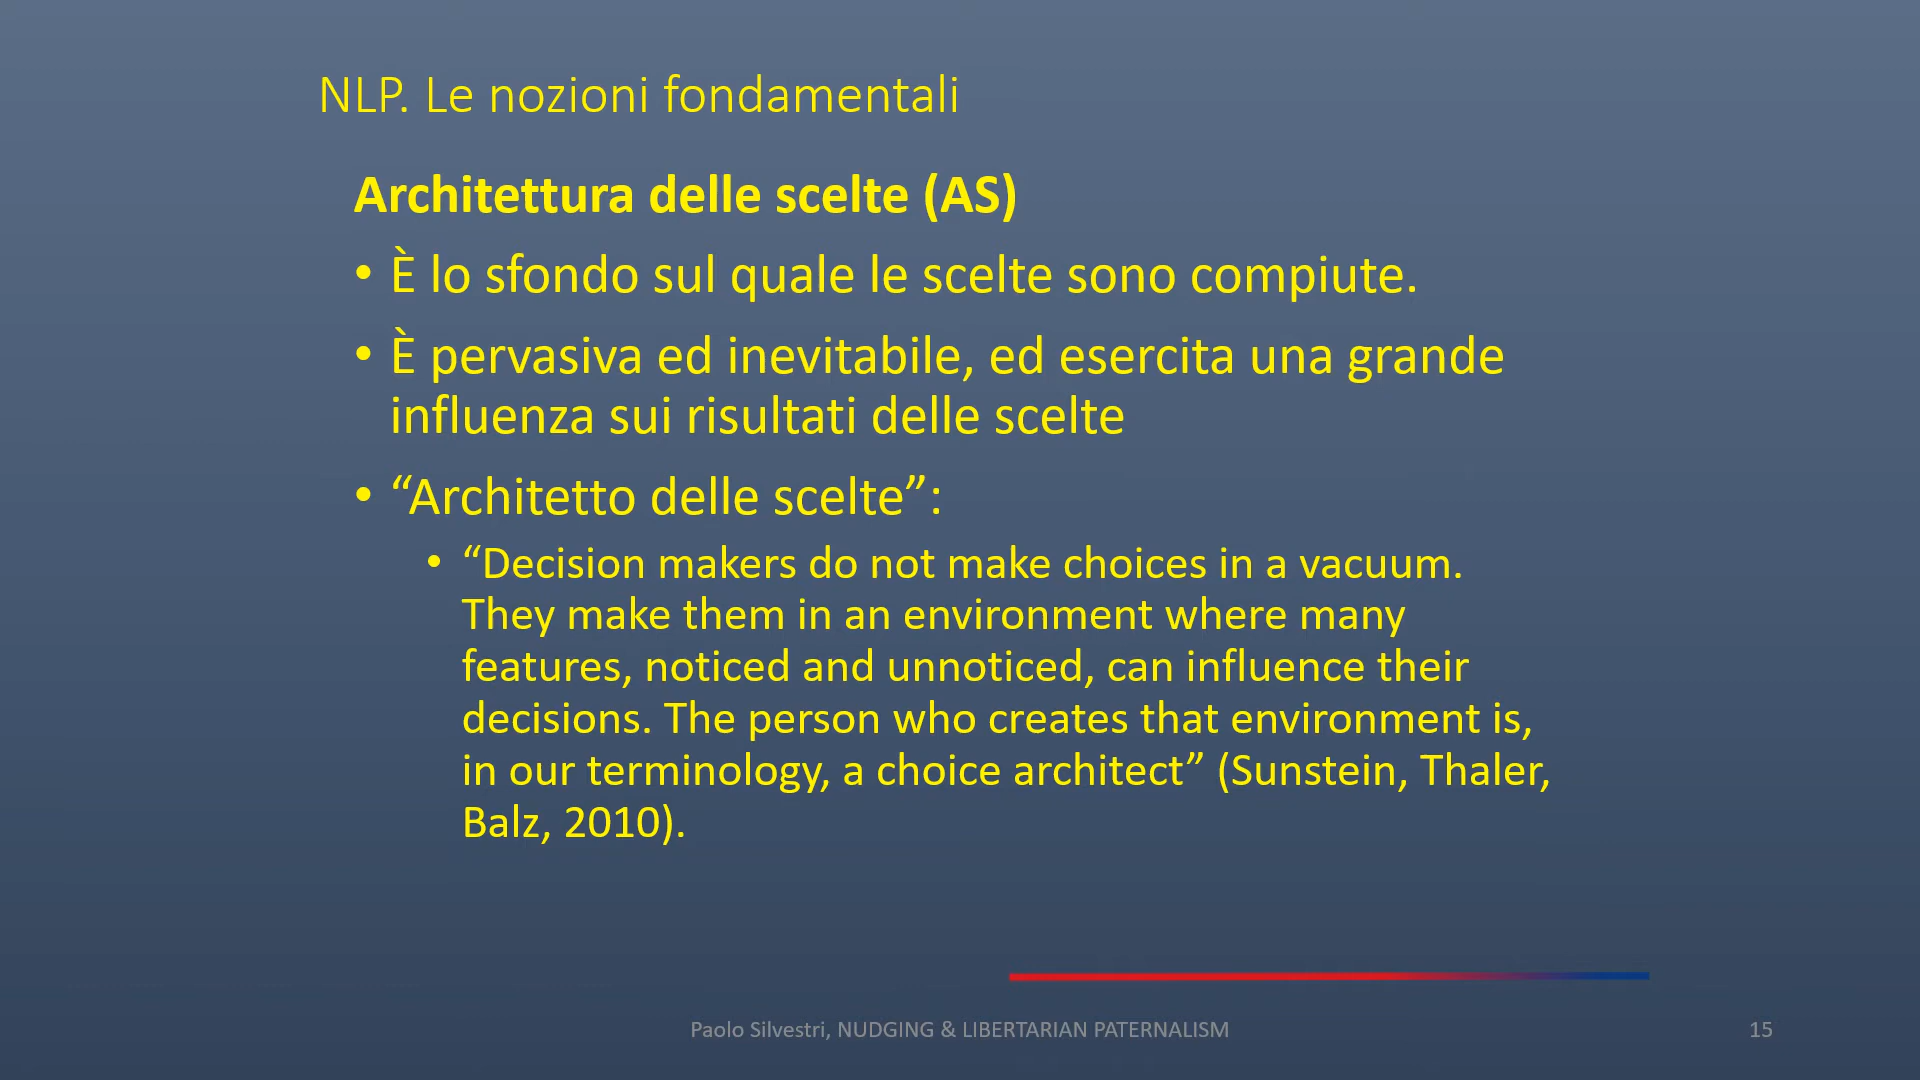 NLP. Le nozioni fondamentali
Architettura delle scelte (AS)
• È lo sfondo sul quale le scelte sono compiute.
• È pervasiva ed inevitabile, ed esercita una grande
influenza sui risultati delle scelte
• “Architetto delle scelte”:
• “Decision makers do not make choices in a vacuum.
They make them in an environment where many
features, noticed and unnoticed, can influence their
decisions. The person who creates that environment is,
in our terminology, a choice architect” (Sunstein, Thaler,
Balz, 2010).
Paolo Silvestri, NUDGING & LIBERTARIAN PATERNALISM
15